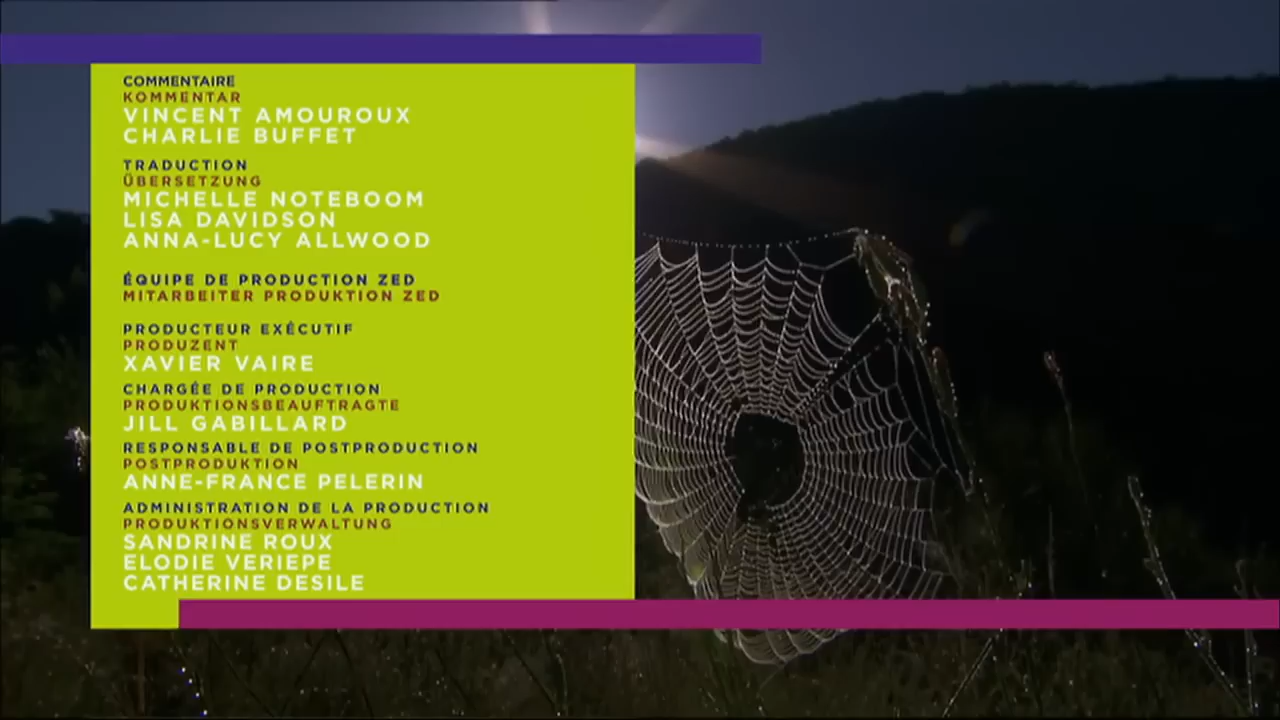 COMMENTAIRE
KOMMENTAR
VINCENT AMOUROUX
CHARLIE BUFFET
TRADUCTION
ÜBERSETZUNG
MICHELLE NOTEBOOM
LISA DAVIDSON
ANNA-LUCY ALLWOOD
ÉQUIPE DE PRODUCTION ZED
MITARBEITER PRODUKTION ZED
PRODUCTEUR EXÉCUTIF
PRODUZENT
XAVIER VAIRE
CHARGÉE DE PRODUCTION
PRODUKTIONSBEAUFTRAGTE
JILL GABILLARD
RESPONSABLE DE POSTPRODUCTION
POSTPRODUKTION
ANNE-FRANCE PELERIN
ADMINISTRATION DE LA PRODUCTION
PRODUKTIONSVERWALTUNG
SANDRINE ROUX
ELODIE VERIEPE
CATHERINE DESILE